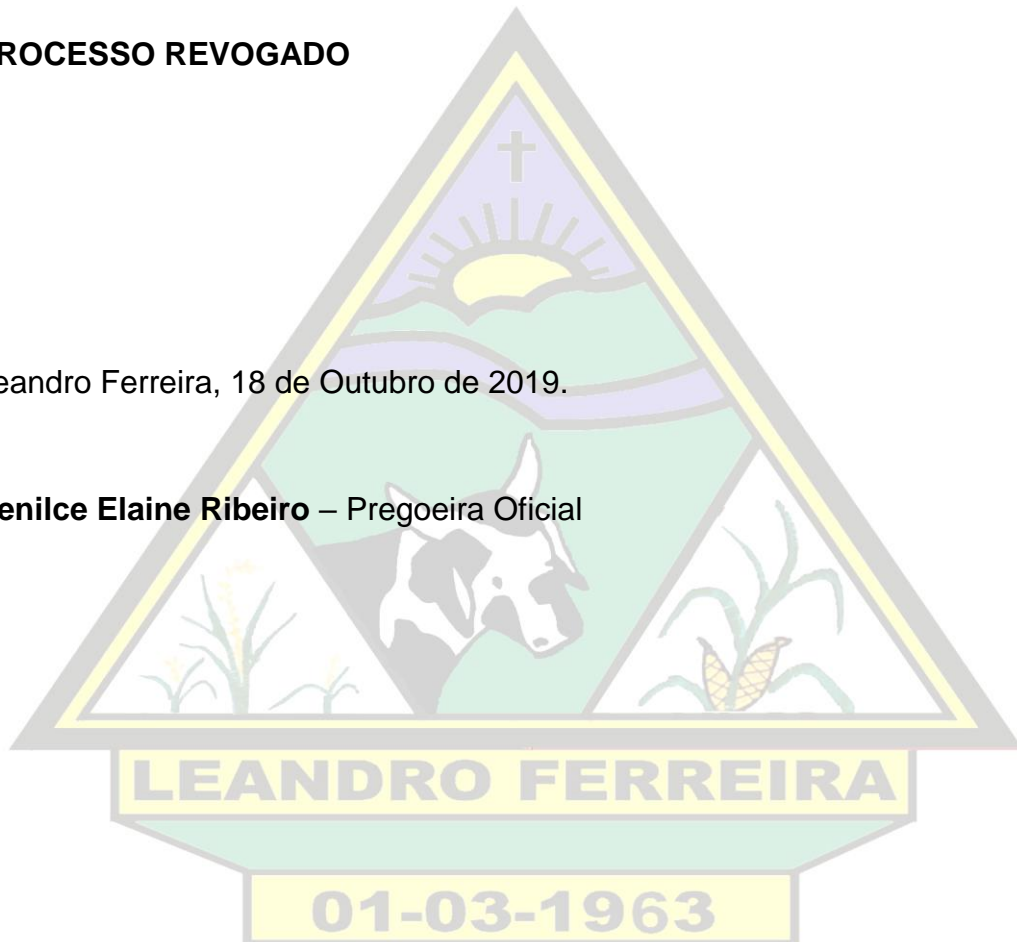 ROCESSO REVOGADO
eandro Ferreira, 18 de Outubro de 2019.
enilce Elaine Ribeiro – Pregoeira Oficial
LEANDRO FERREIRA
01-03-1963